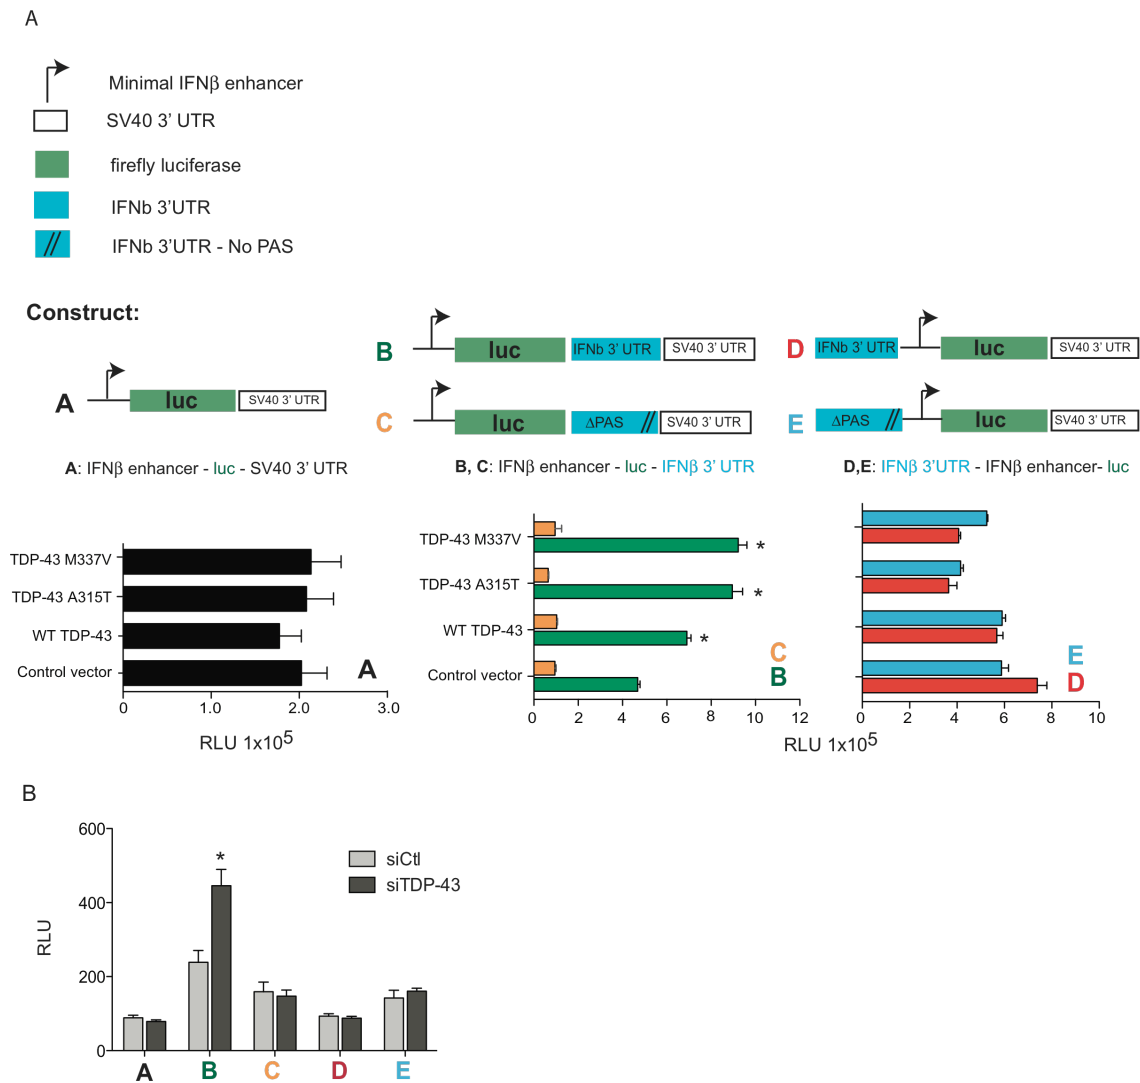 A
Minimal IFNβ enhancer
SV40 3’ UTR
firefly luciferase
IFNb 3’UTR
IFNb 3’UTR - No PAS
Construct:
A
luc
SV40 3’ UTR
A: IFNβ enhancer - luc - SV40 3’ UTR
B
luc
IFNb 3’ UTR
SV40 3’ UTR
C
luc
ΔPAS
SV40 3’ UTR
B, C: IFNβ enhancer - luc - IFNβ 3’ UTR
D
IFNb 3’ UTR
luc
SV40 3’ UTR
E
ΔPAS
luc
SV40 3’ UTR
D,E: IFNβ 3’UTR - IFNβ enhancer- luc
TDP-43 M337V
TDP-43 A315T
WT TDP-43
Control vector
A
0 1.0 2.0 3.0
RLU 1x10⁵
TDP-43 M337V
*
TDP-43 A315T
*
WT TDP-43
*
Control vector
C
B
0 2 4 6 8 10 12
E
D
0 2 4 6 8 10
RLU 1x10⁵
B
600
400
200
0
RLU
*
siCtl
siTDP-43
A B C D E